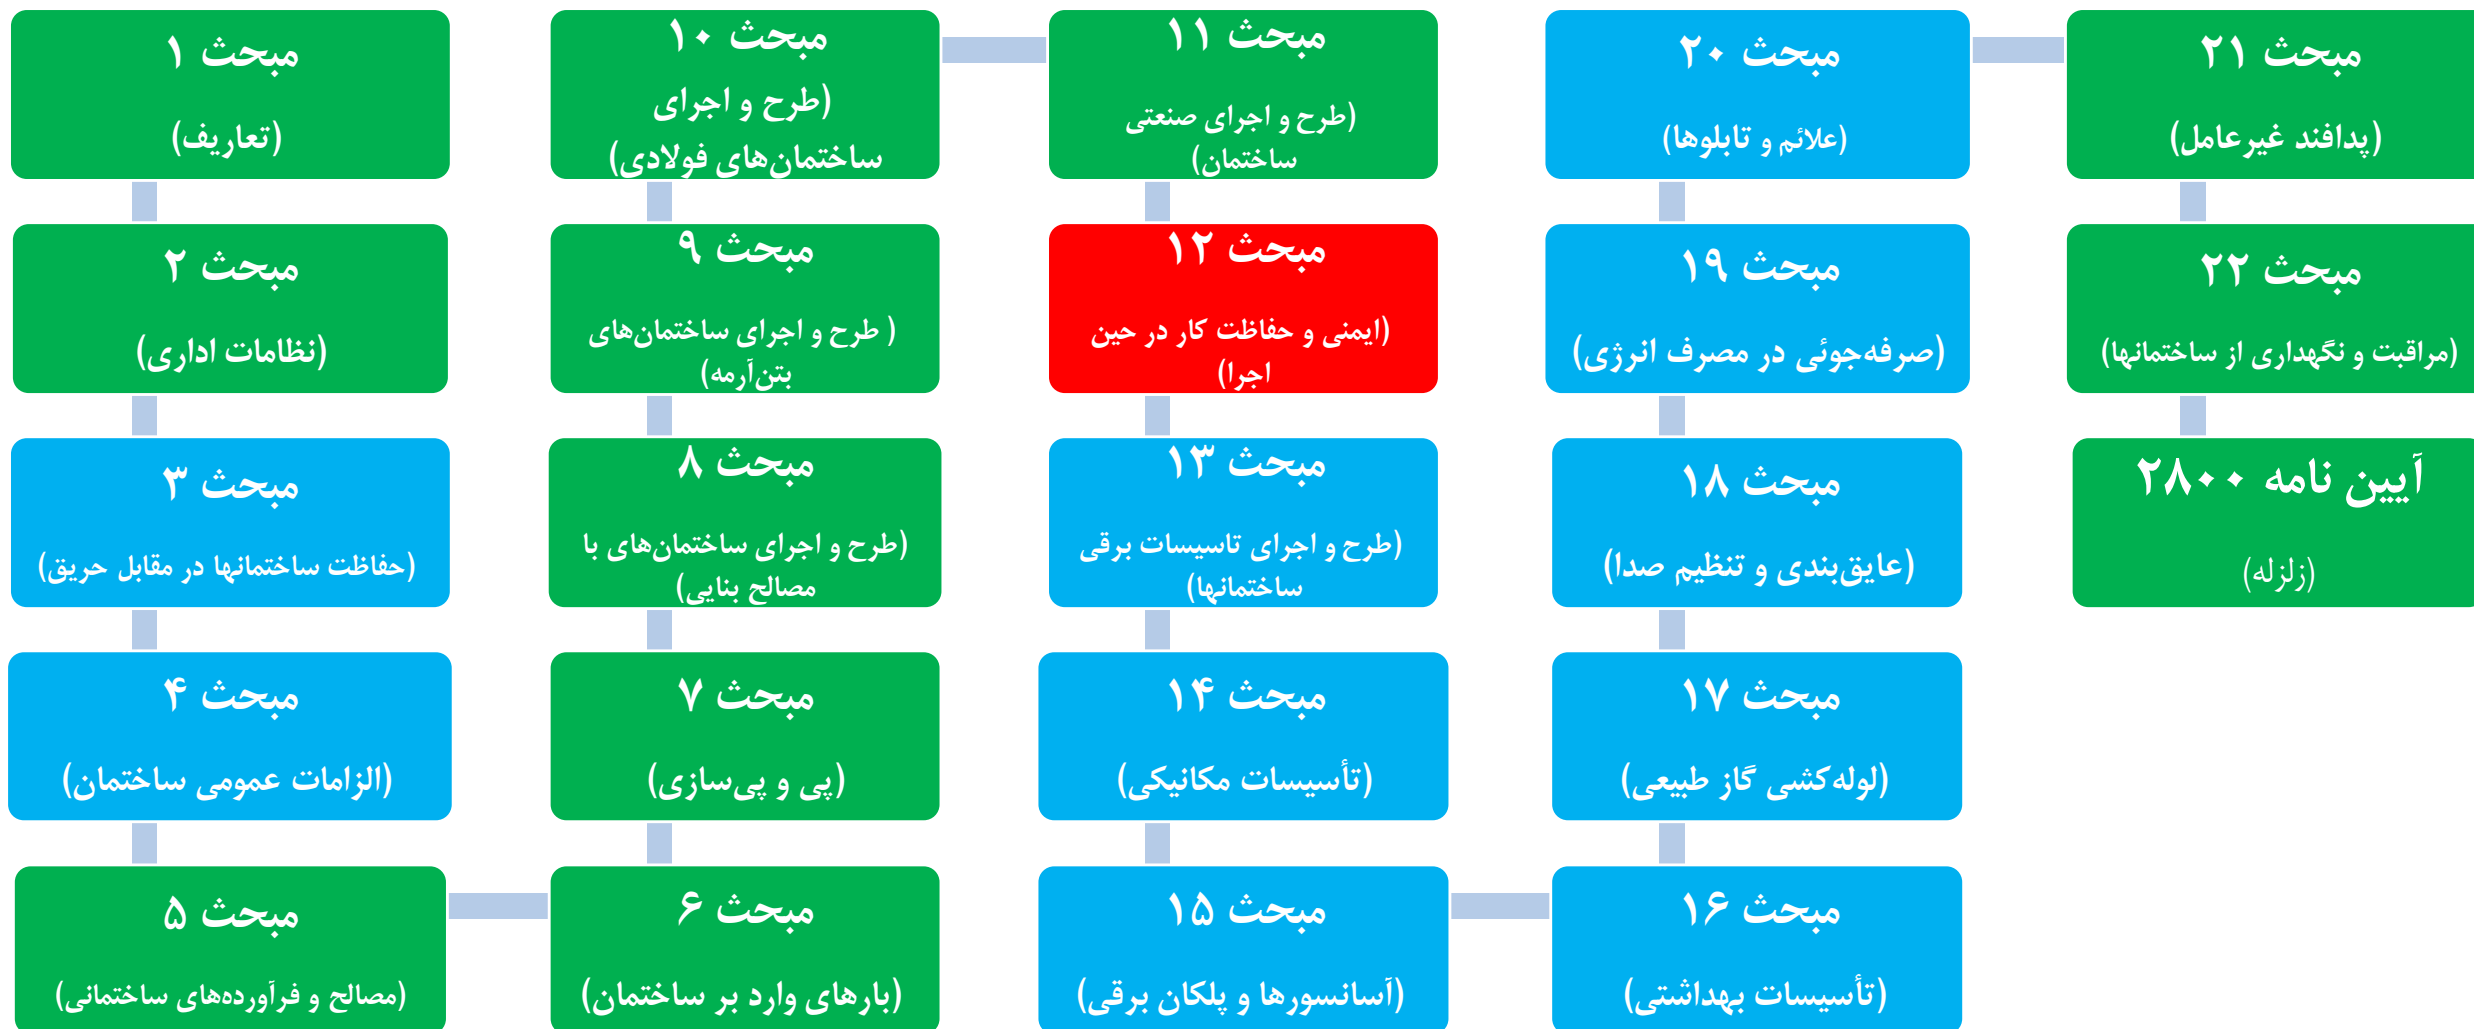 مبحث ۱
(تعاریف)
مبحث ۲
(نظامات اداری)
مبحث ۳
(حفاظت ساختمانها در مقابل حریق)
مبحث ۴
(الزامات عمومی ساختمان)
مبحث ۵
(مصالح و فرآورده‌های ساختمانی)
مبحث ۶
(بارهای وارد بر ساختمان)
مبحث ۷
(پی و پی‌سازی)
مبحث ۸
(طرح و اجرای ساختمان‌های با
مصالح بنایی)
مبحث ۹
( طرح و اجرای ساختمان‌های
بتن‌آرمه)
مبحث ۱۰
(طرح و اجرای
ساختمان‌های فولادی)
مبحث ۱۱
(طرح و اجرای صنعتی
ساختمان)
مبحث ۱۲
(ایمنی و حفاظت کار در حین
اجرا)
مبحث ۱۳
(طرح و اجرای تاسیسات برقی
ساختمانها)
مبحث ۱۴
(تأسیسات مکانیکی)
مبحث ۱۵
(آسانسورها و پلکان برقی)
مبحث ۱۶
(تأسیسات بهداشتی)
مبحث ۱۷
(لوله‌کشی گاز طبیعی)
مبحث ۱۸
(عایق‌بندی و تنظیم صدا)
مبحث ۱۹
(صرفه‌جوئی در مصرف انرژی)
مبحث ۲۰
(علائم و تابلوها)
مبحث ۲۱
(پدافند غیرعامل)
مبحث ۲۲
(مراقبت و نگهداری از ساختمانها)
آیین نامه ۲۸۰۰
(زلزله)